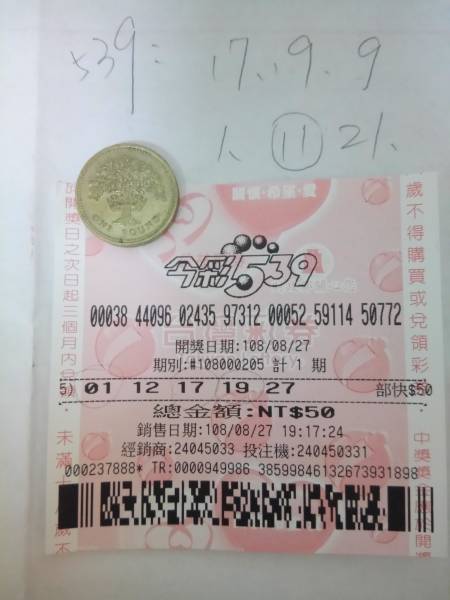 539: 17. 9. 9
1. 11 21.
ONE POUND
今彩539
00038 44096 02435 97312 00052 59114 50772
開獎日期:108/08/27
期別:#108000205 計 1 期
5) 01 12 17 19 27 部快$50
總金額:NT$50
銷售日期:108/08/27 19:17:24
經銷商:24045033 投注機:240450331
000237888* TR:0000949986 385998461326739318​98
歲不得購買或兌領彩